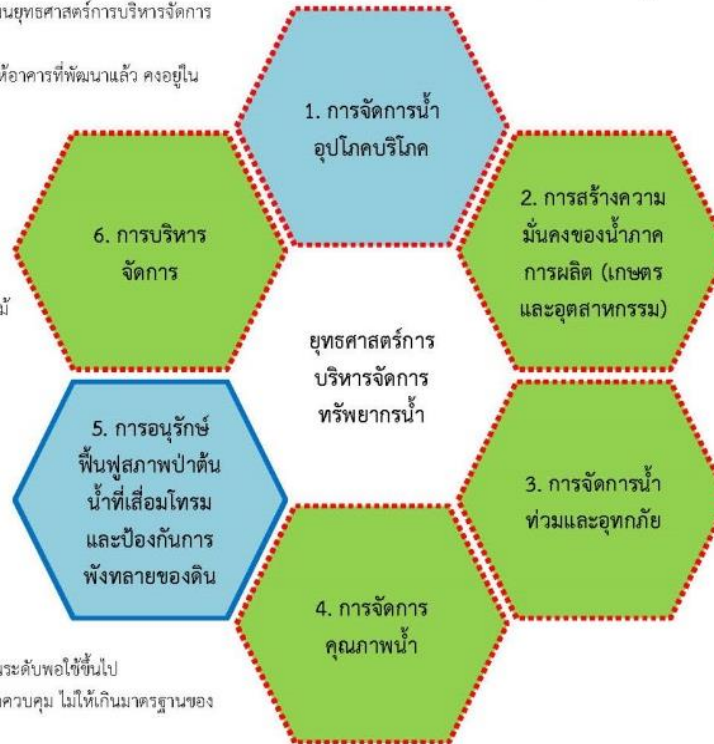 นยุทธศาสตร์การบริหารจัดการ
ห้อาคารที่พัฒนาแล้ว คงอยู่ใน
1. การจัดการน้ำ
อุปโภคบริโภค
2. การสร้างความ
มั่นคงของน้ำภาค
การผลิต (เกษตร
และอุตสาหกรรม)
6. การบริหาร
จัดการ
ม้
ยุทธศาสตร์การ
บริหารจัดการ
ทรัพยากรน้ำ
5. การอนุรักษ์
ฟื้นฟูสภาพป่าต้น
น้ำที่เสื่อมโทรม
และป้องกันการ
พังทลายของดิน
3. การจัดการน้ำ
ท่วมและอุทกภัย
4. การจัดการ
คุณภาพน้ำ
นระดับพอใช้ขึ้นไป
ควบคุม ไม่ให้เกินมาตรฐานของ